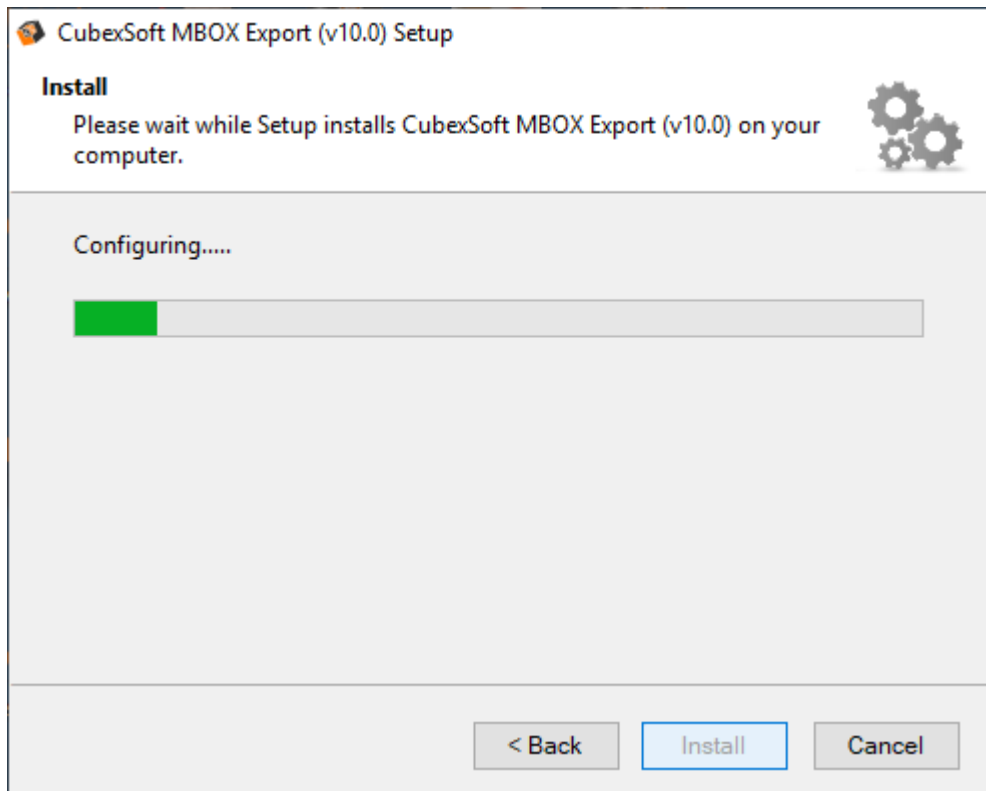 CubexSoft MBOX Export (v10.0) Setup
Install
Please wait while Setup installs CubexSoft MBOX Export (v10.0) on your
computer.
Configuring.....
< Back
Install
Cancel